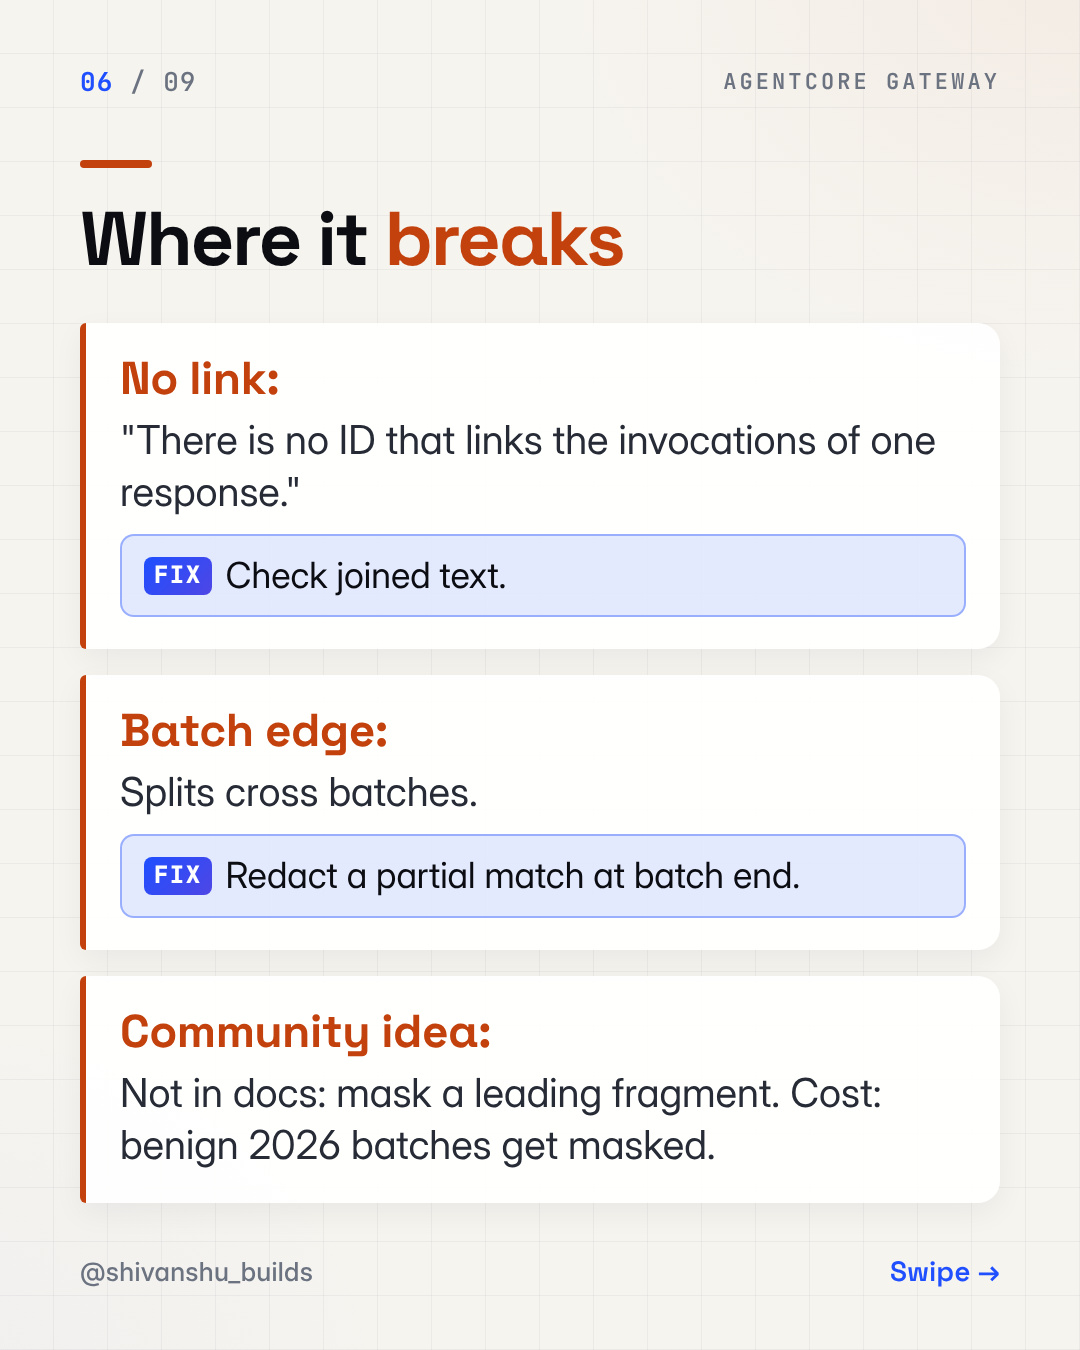 06 / 09
AGENTCORE GATEWAY
Where it breaks
No link:
"There is no ID that links the invocations of one
response."
FIX Check joined text.
Batch edge:
Splits cross batches.
FIX Redact a partial match at batch end.
Community idea:
Not in docs: mask a leading fragment. Cost:
benign 2026 batches get masked.
@shivanshu_builds
Swipe →